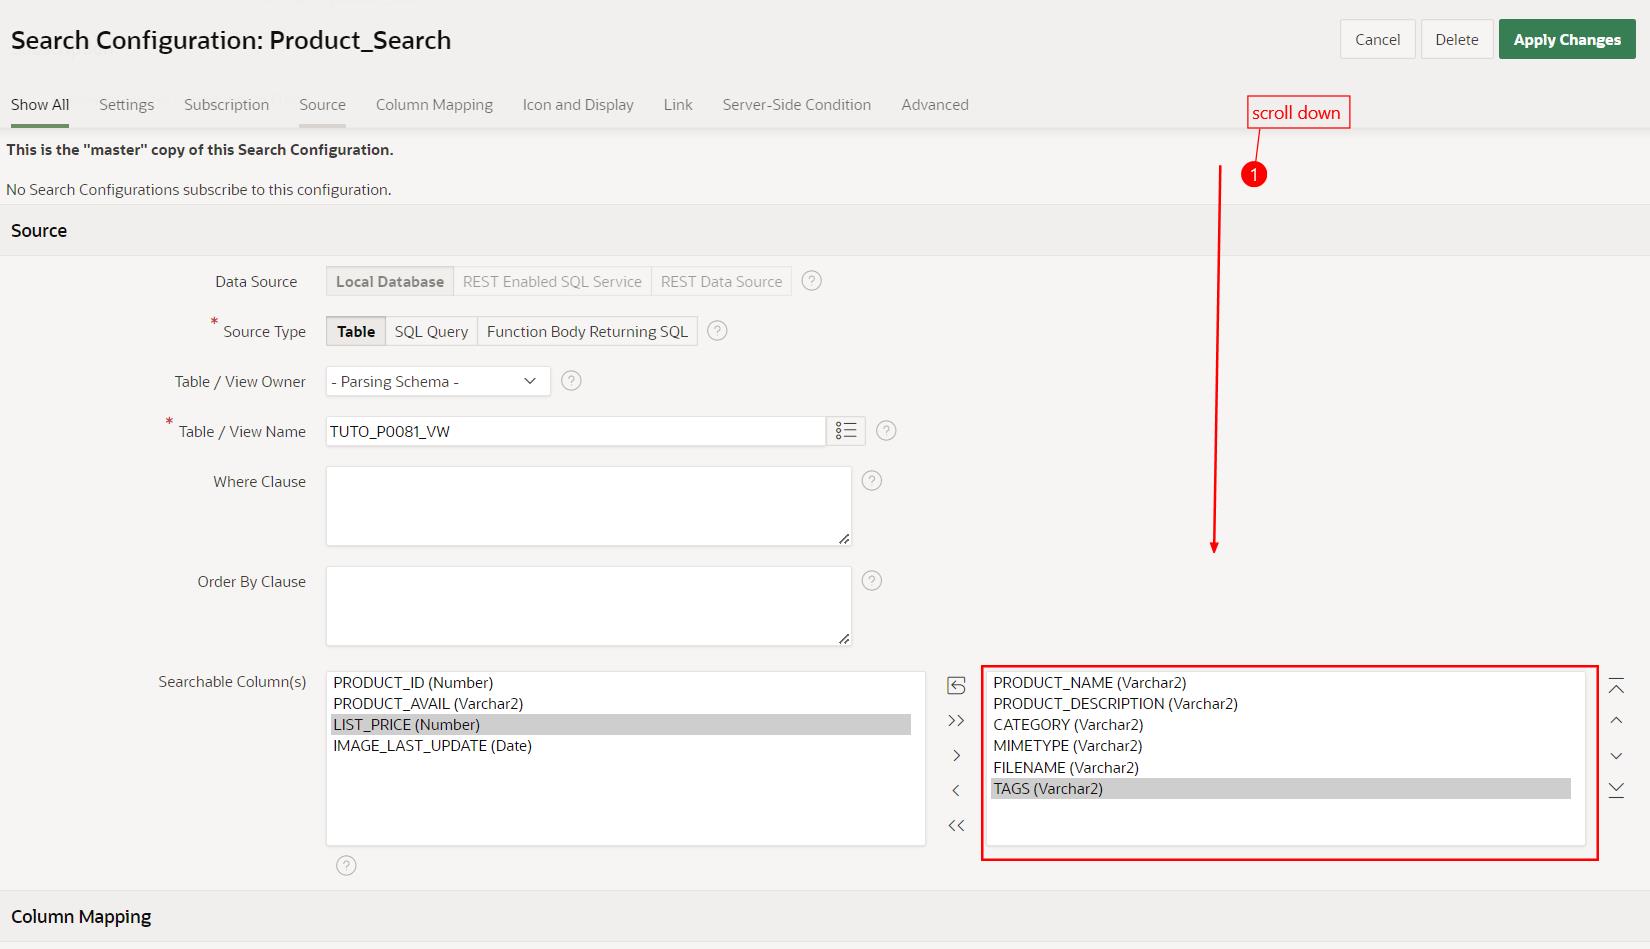 Search Configuration: Product_Search
Cancel
Delete
Apply Changes
Show All
Settings
Subscription
Source
Column Mapping
Icon and Display
Link
Server-Side Condition
Advanced
scroll down
1
This is the "master" copy of this Search Configuration.
No Search Configurations subscribe to this configuration.
Source
Data Source
Local Database
REST Enabled SQL Service
REST Data Source
?
* Source Type
Table
SQL Query
Function Body Returning SQL
?
Table / View Owner
- Parsing Schema -
?
* Table / View Name
TUTO_P0081_VW
?
Where Clause
?
Order By Clause
?
Searchable Column(s)
PRODUCT_ID (Number)
PRODUCT_AVAIL (Varchar2)
LIST_PRICE (Number)
IMAGE_LAST_UPDATE (Date)
PRODUCT_NAME (Varchar2)
PRODUCT_DESCRIPTION (Varchar2)
CATEGORY (Varchar2)
MIMETYPE (Varchar2)
FILENAME (Varchar2)
TAGS (Varchar2)
?
Column Mapping